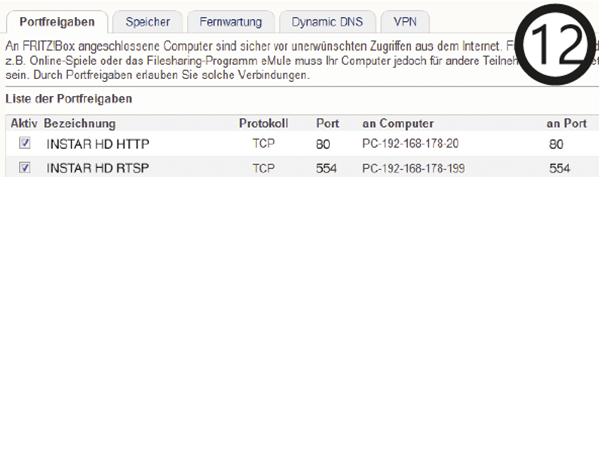 Portfreigaben Speicher Fernwartung Dynamic DNS VPN
12
An FRITZ!Box angeschlossene Computer sind sicher vor unerwünschten Zugriffen aus dem Internet.
z.B. Online-Spiele oder das Filesharing-Programm eMule muss Ihr Computer jedoch für andere
sein. Durch Portfreigaben erlauben Sie solche Verbindungen.
Liste der Portfreigaben
Aktiv Bezeichnung Protokoll Port an Computer an Port
INSTAR HD HTTP TCP 80 PC-192-168-178-20 80
INSTAR HD RTSP TCP 554 PC-192-168-178-199 554